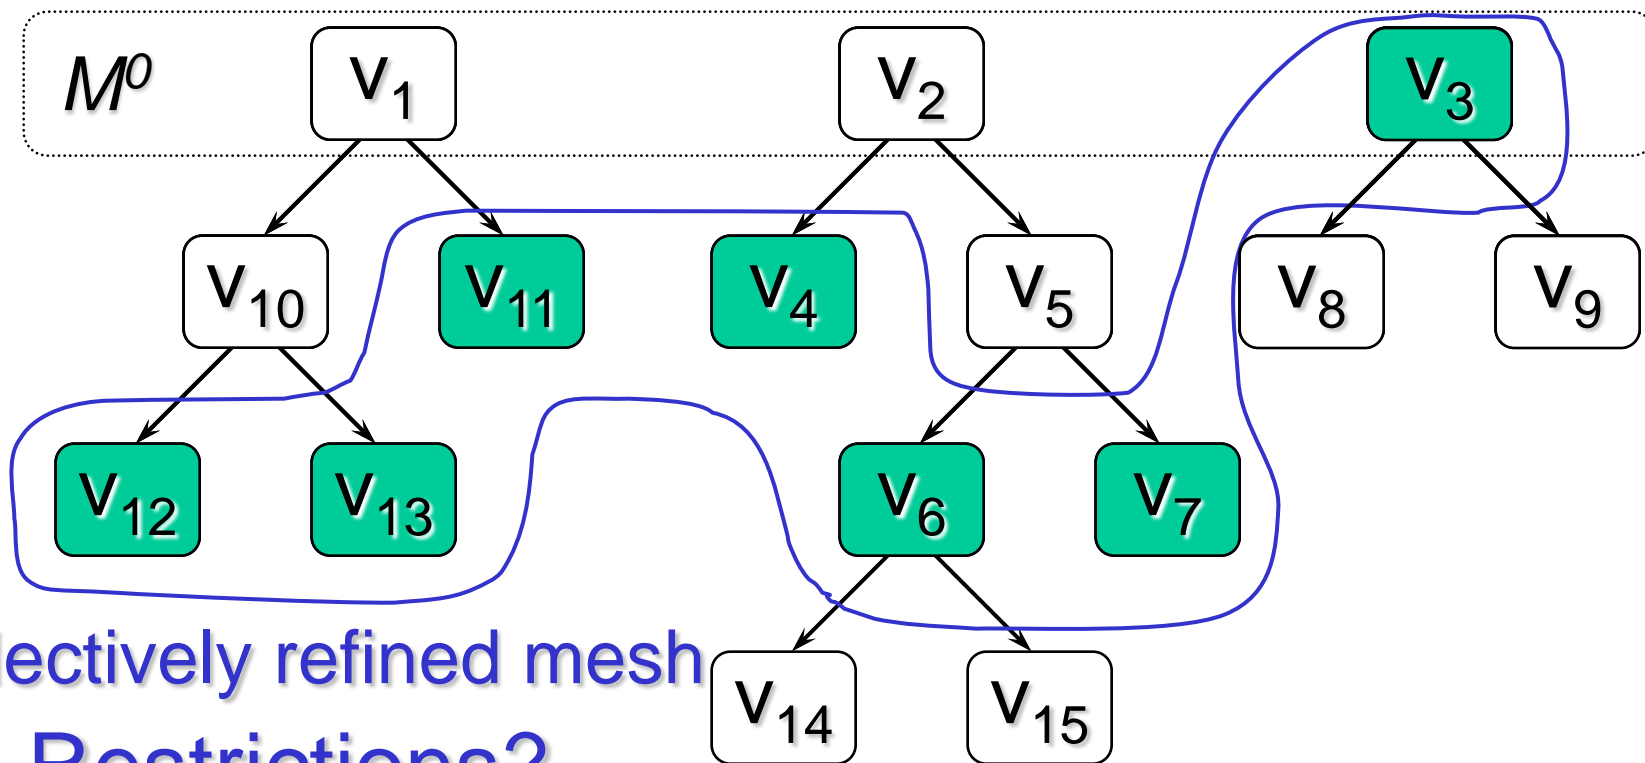 M⁰ v₁ v₂ v₃
v₁₀ v₁₁ v₄ v₅ v₈ v₉
v₁₂ v₁₃ v₆ v₇
lectively refined mesh
v₁₄ v₁₅
Restrictions?